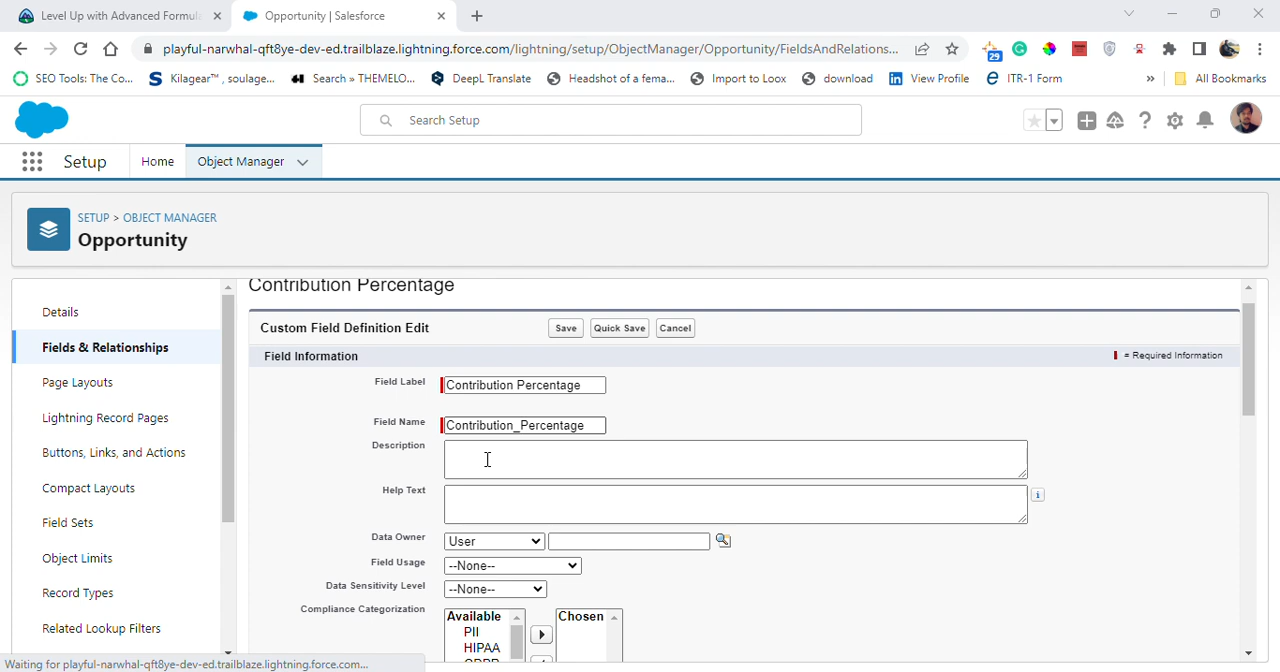 Level Up with Advanced Formula
Opportunity | Salesforce
playful-narwhal-qft8ye-dev-ed.trailblaze.lightning.force.com/lightning/setup/ObjectManager/Opportunity/FieldsAndRelations...
29
SEO Tools: The Co...
Kilagear™ , soulage...
Search » THEMELO...
DeepL Translate
Headshot of a fema...
Import to Loox
download
View Profile
ITR-1 Form
»
All Bookmarks
Search Setup
Setup
Home
Object Manager
SETUP > OBJECT MANAGER
Opportunity
Details
Fields & Relationships
Page Layouts
Lightning Record Pages
Buttons, Links, and Actions
Compact Layouts
Field Sets
Object Limits
Record Types
Related Lookup Filters
Contribution Percentage
Custom Field Definition Edit
Save
Quick Save
Cancel
Field Information
= Required Information
Field Label
Contribution Percentage
Field Name
Contribution_Percentage
Description
Help Text
i
Data Owner
User
Field Usage
--None--
Data Sensitivity Level
--None--
Compliance Categorization
Available
Chosen
PII
HIPAA
GDPR
Waiting for playful-narwhal-qft8ye-dev-ed.trailblaze.lightning.force.com...